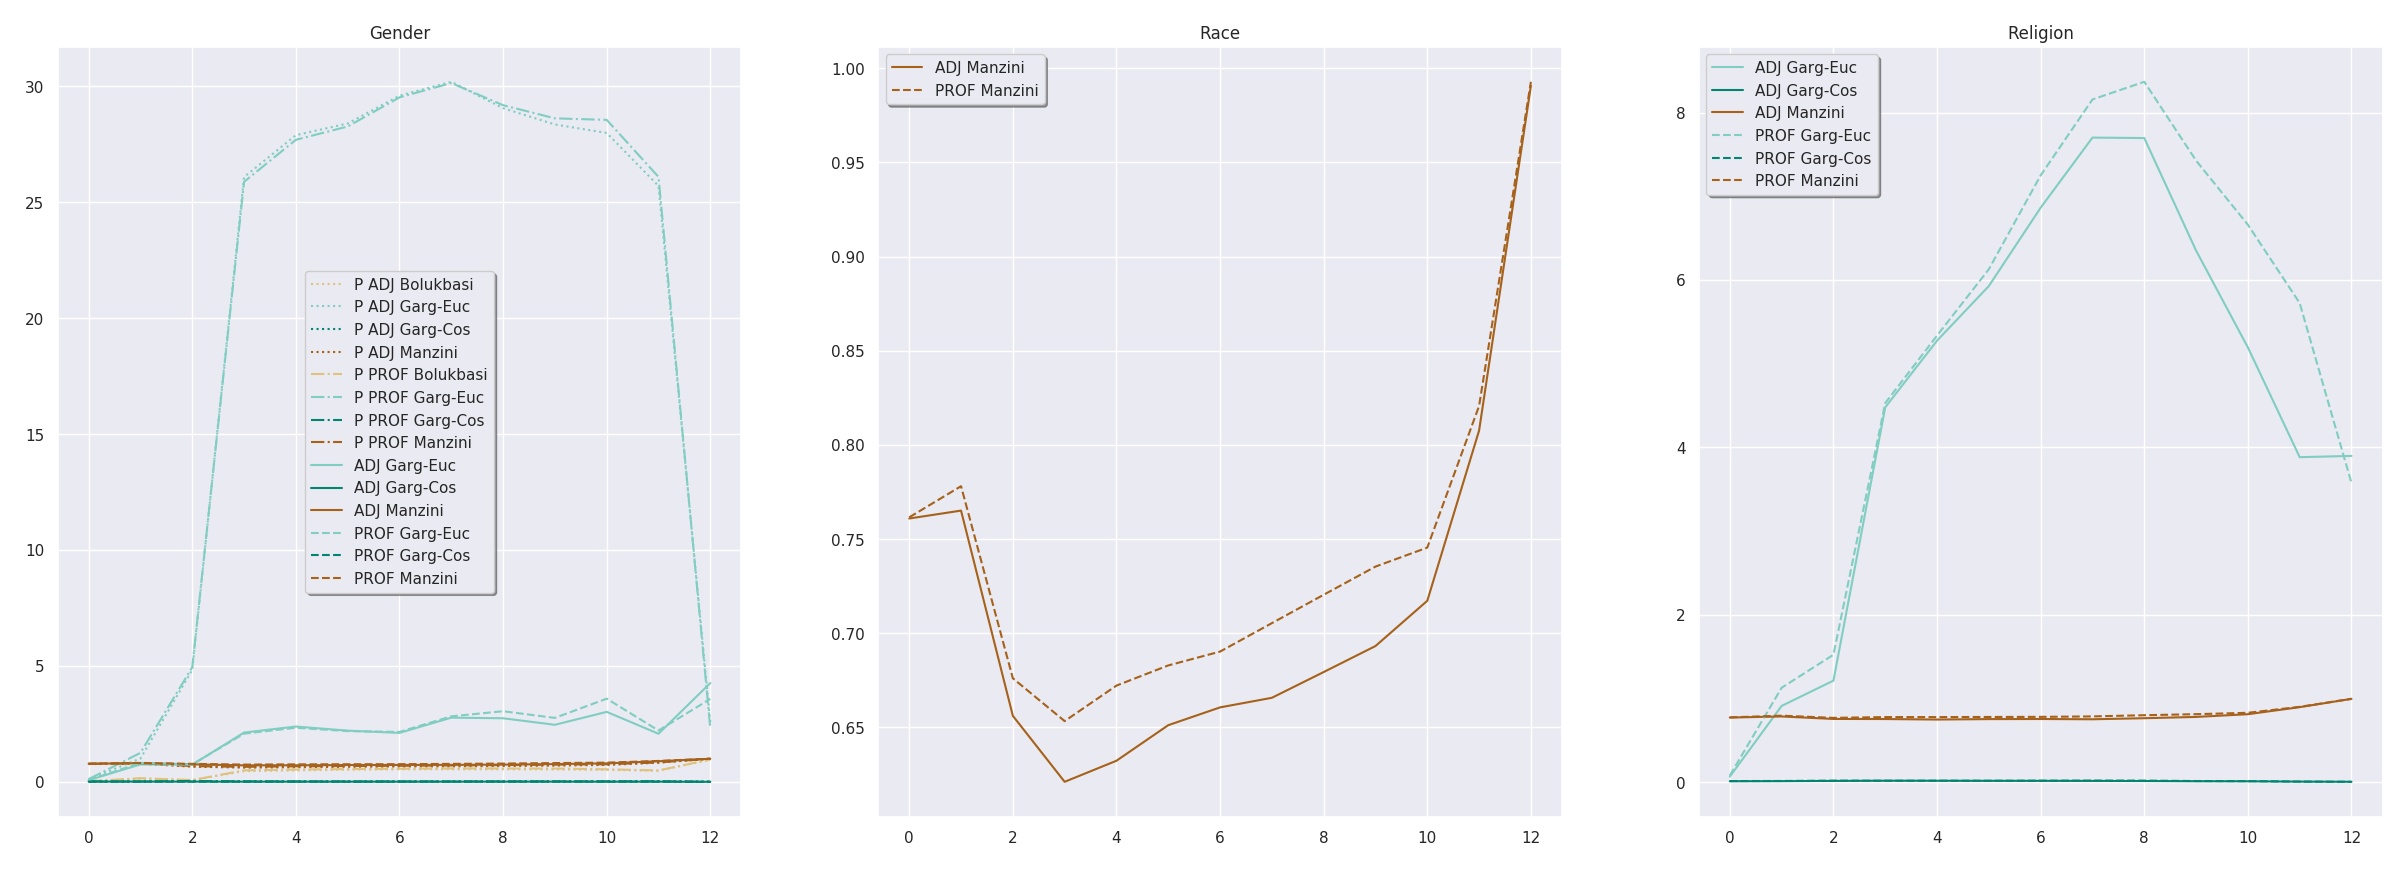 Gender
30
25
20
15
10
5
0
P ADJ Bolukbasi
P ADJ Garg-Euc
P ADJ Garg-Cos
P ADJ Manzini
P PROF Bolukbasi
P PROF Garg-Euc
P PROF Garg-Cos
P PROF Manzini
ADJ Garg-Euc
ADJ Garg-Cos
ADJ Manzini
PROF Garg-Euc
PROF Garg-Cos
PROF Manzini
0 2 4 6 8 10 12
Race
ADJ Manzini
PROF Manzini
1.00
0.95
0.90
0.85
0.80
0.75
0.70
0.65
0 2 4 6 8 10 12
Religion
ADJ Garg-Euc
ADJ Garg-Cos
ADJ Manzini
PROF Garg-Euc
PROF Garg-Cos
PROF Manzini
8
6
4
2
0
0 2 4 6 8 10 12